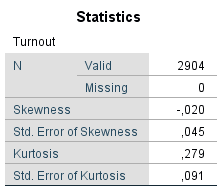 Statistics
Turnout
N Valid 2904
Missing 0
Skewness -,020
Std. Error of Skewness ,045
Kurtosis ,279
Std. Error of Kurtosis ,091